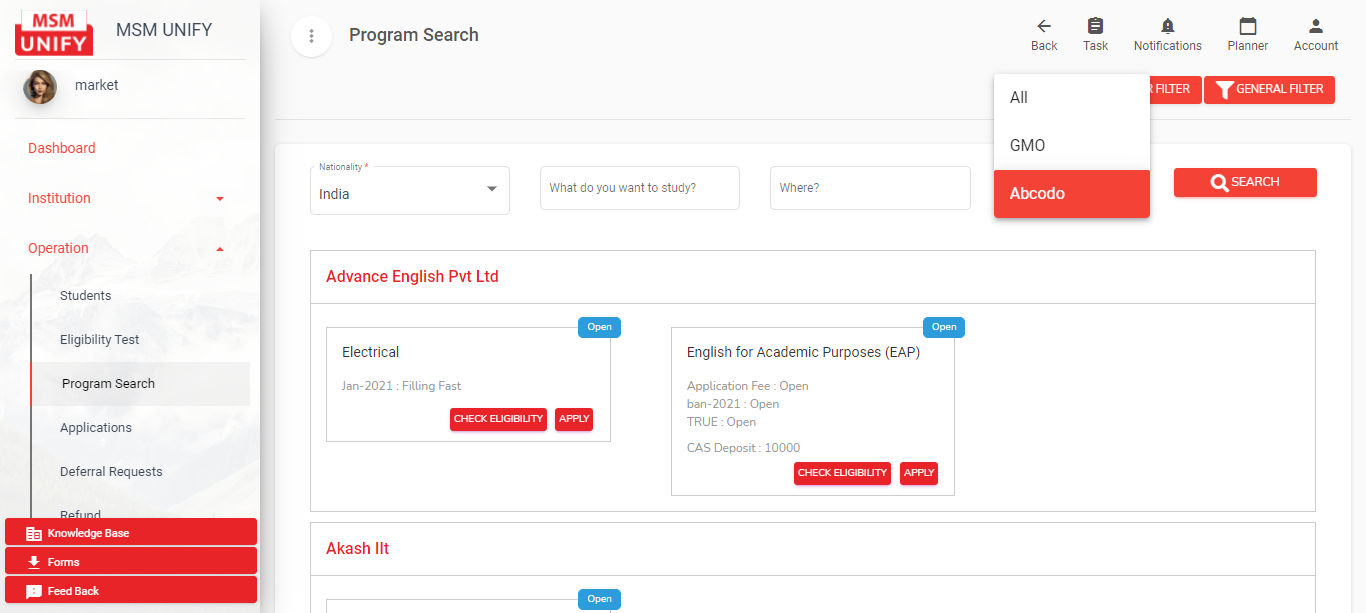 MSM
UNIFY
MSM UNIFY
market
Dashboard
Institution
Operation
Students
Eligibility Test
Program Search
Applications
Deferral Requests
Refund
Knowledge Base
Forms
Feed Back
Program Search
Back
Task
Notifications
Planner
Account
FILTER
GENERAL FILTER
All
GMO
Abcodo
Nationality *
India
What do you want to study?
Where?
SEARCH
Advance English Pvt Ltd
Open
Electrical
Jan-2021 : Filling Fast
CHECK ELIGIBILITY
APPLY
Open
English for Academic Purposes (EAP)
Application Fee : Open
ban-2021 : Open
TRUE : Open
CAS Deposit : 10000
CHECK ELIGIBILITY
APPLY
Akash IIt
Open